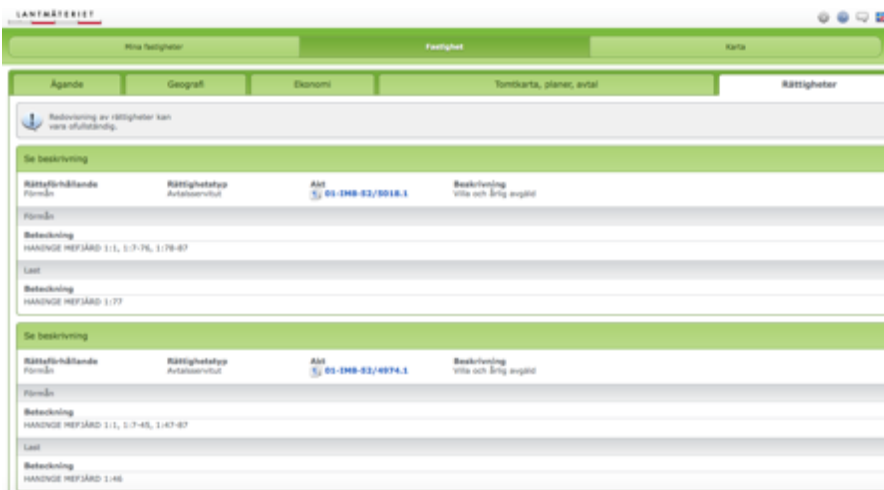 LANTMÄTERIET
Mina fastigheter
Fastighet
Karta
Ägande
Geografi
Ekonomi
Tomtkarta, planer, avtal
Rättigheter
Redovisning av rättigheter kan
vara ofullständig.
Se beskrivning
Rättsförhållande Rättighetstyp Akt Beskrivning
Förmån Avtalsservitut 01-IM8-52/5018.1 Villa och årlig avgäld
Förmån
Beteckning
HANINGE MEFJÄRD 1:1, 1:7-76, 1:78-87
Last
Beteckning
HANINGE MEFJÄRD 1:77
Se beskrivning
Rättsförhållande Rättighetstyp Akt Beskrivning
Förmån Avtalsservitut 01-IM8-52/4974.1 Villa och årlig avgäld
Förmån
Beteckning
HANINGE MEFJÄRD 1:1, 1:7-45, 1:47-87
Last
Beteckning
HANINGE MEFJÄRD 1:46